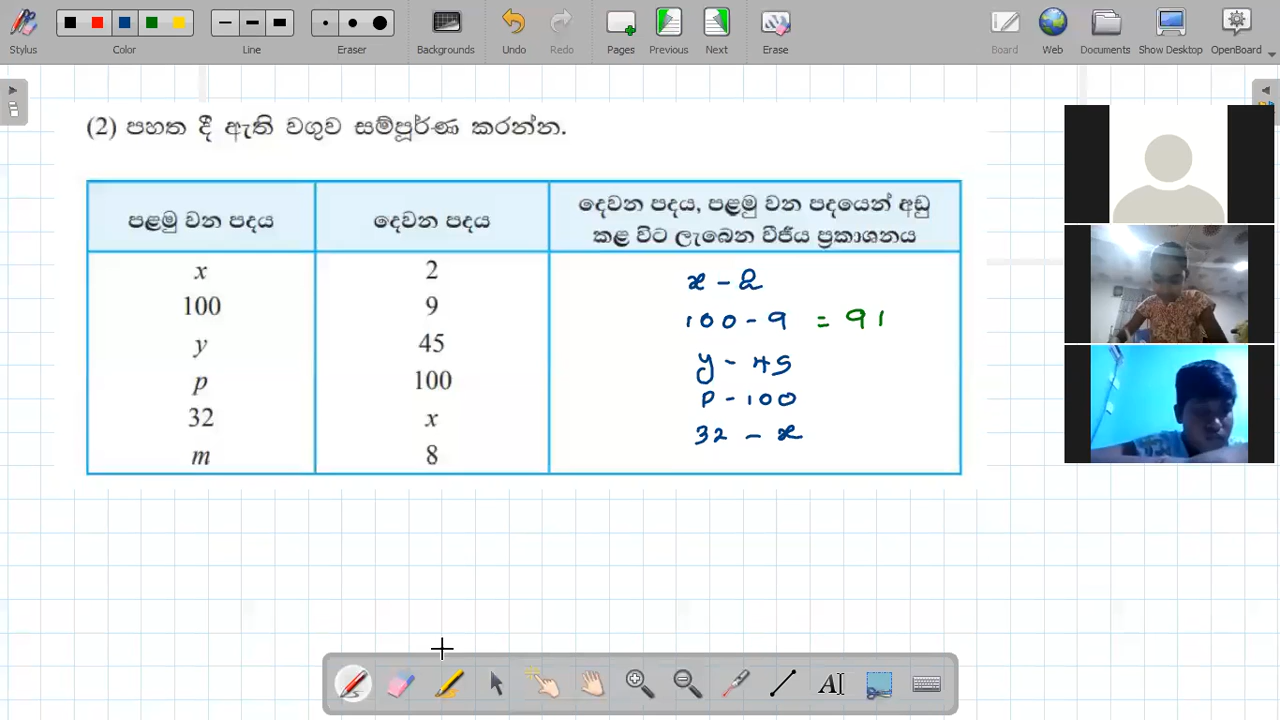 Stylus Color Line Eraser Backgrounds Undo Redo Pages Previous Next Erase Board Web Documents Show Desktop OpenBoard
(2) පහත දී ඇති වගුව සම්පූර්ණ කරන්න.
පළමු වන පදය
දෙවන පදය
දෙවන පදය, පළමු වන පදයෙන් අඩු
කළ විට ලැබෙන වීජීය ප්‍රකාශනය
x 2 x - 2
100 9 100 - 9 = 91
y 45 y - 45
p 100 P - 100
32 x 32 - x
m 8